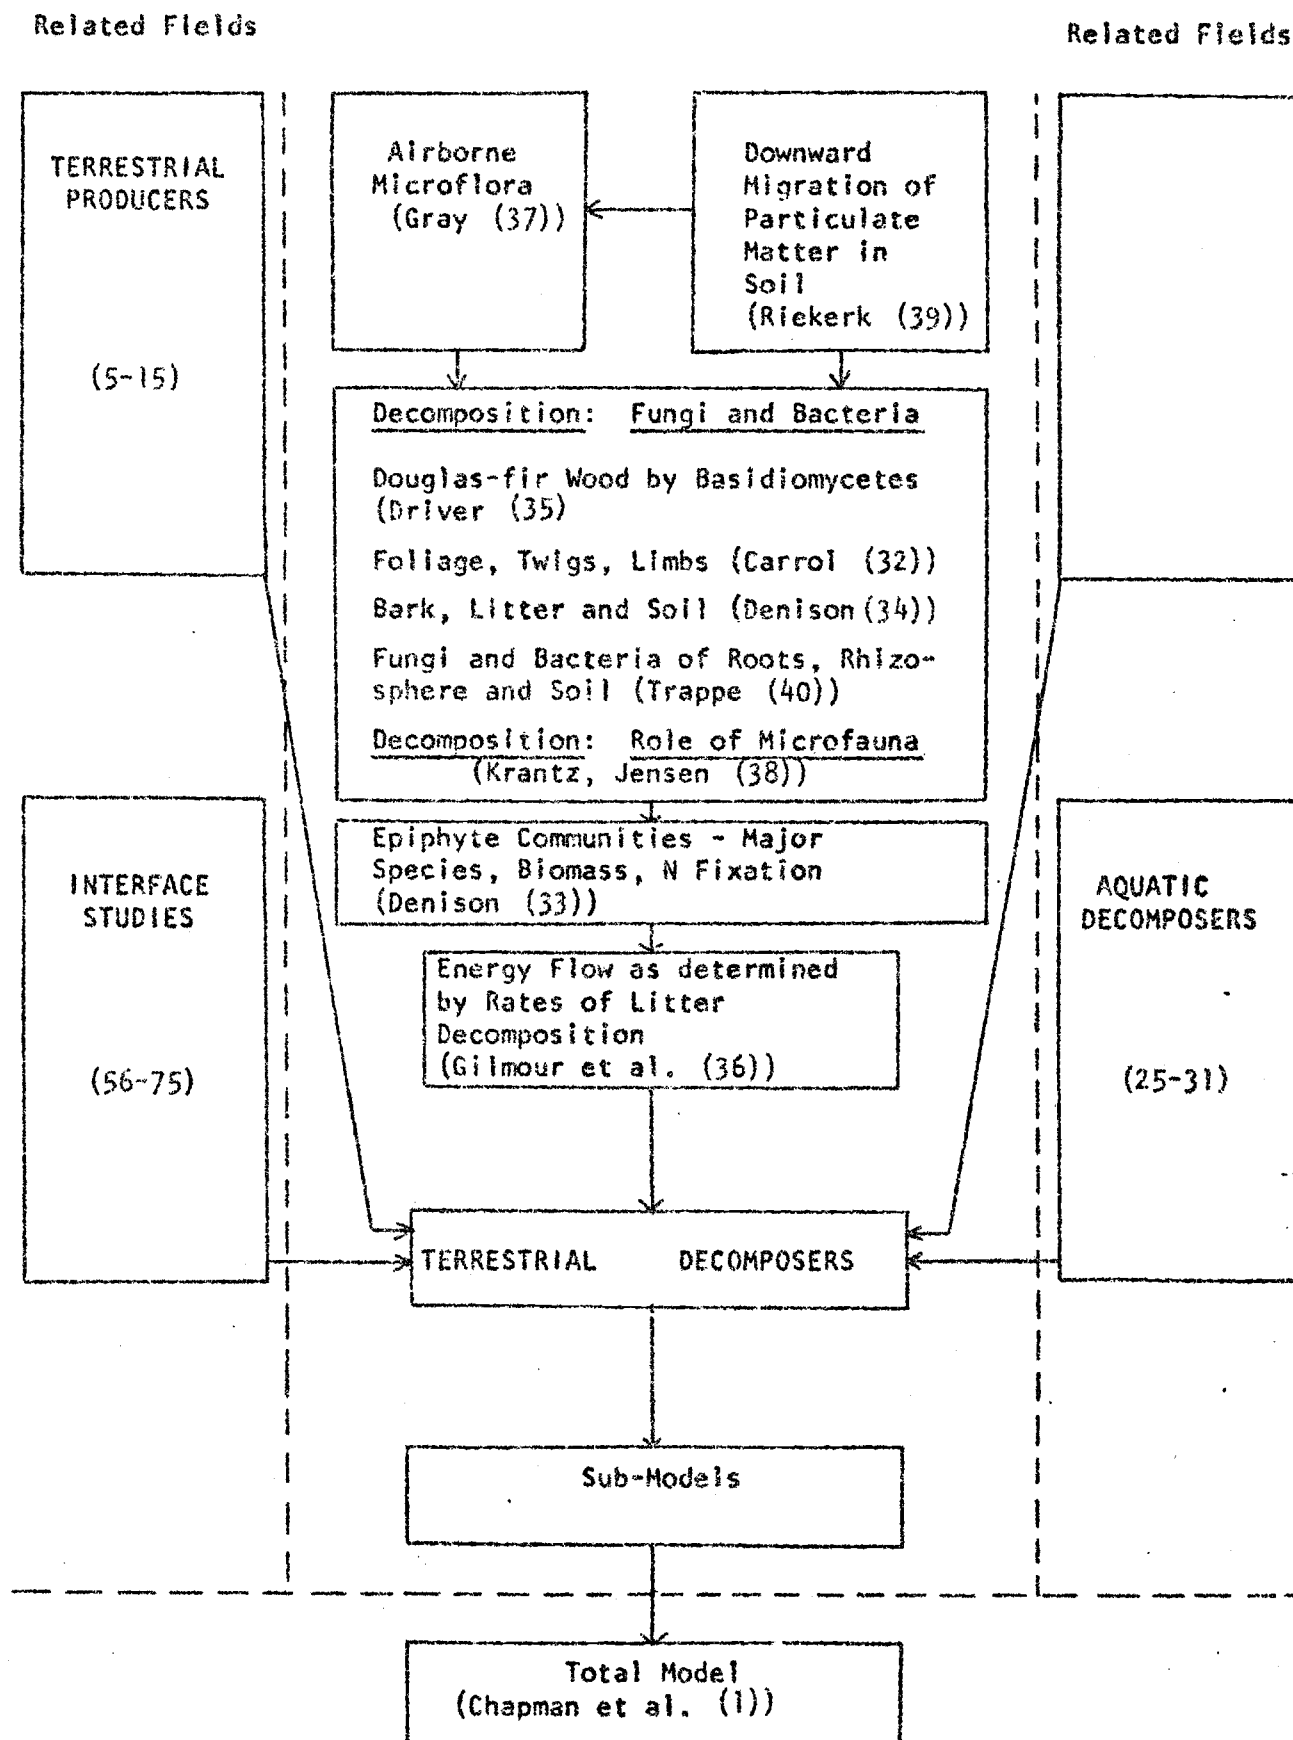 Related Fields
Related Fields
TERRESTRIAL
PRODUCERS
(5-15)
Airborne
Microflora
(Gray (37))
Downward
Migration of
Particulate
Matter in
Soil
(Riekerk (39))
Decomposition: Fungi and Bacteria
Douglas-fir Wood by Basidiomycetes
(Driver (35)
Foliage, Twigs, Limbs (Carrol (32))
Bark, Litter and Soil (Denison (34))
Fungi and Bacteria of Roots, Rhizo-
sphere and Soil (Trappe (40))
Decomposition: Role of Microfauna
(Krantz, Jensen (38))
INTERFACE
STUDIES
(56-75)
Epiphyte Communities - Major
Species, Biomass, N Fixation
(Denison (33))
Energy Flow as determined
by Rates of Litter
Decomposition
(Gilmour et al. (36))
AQUATIC
DECOMPOSERS
(25-31)
TERRESTRIAL DECOMPOSERS
Sub-Models
Total Model
(Chapman et al. (1))